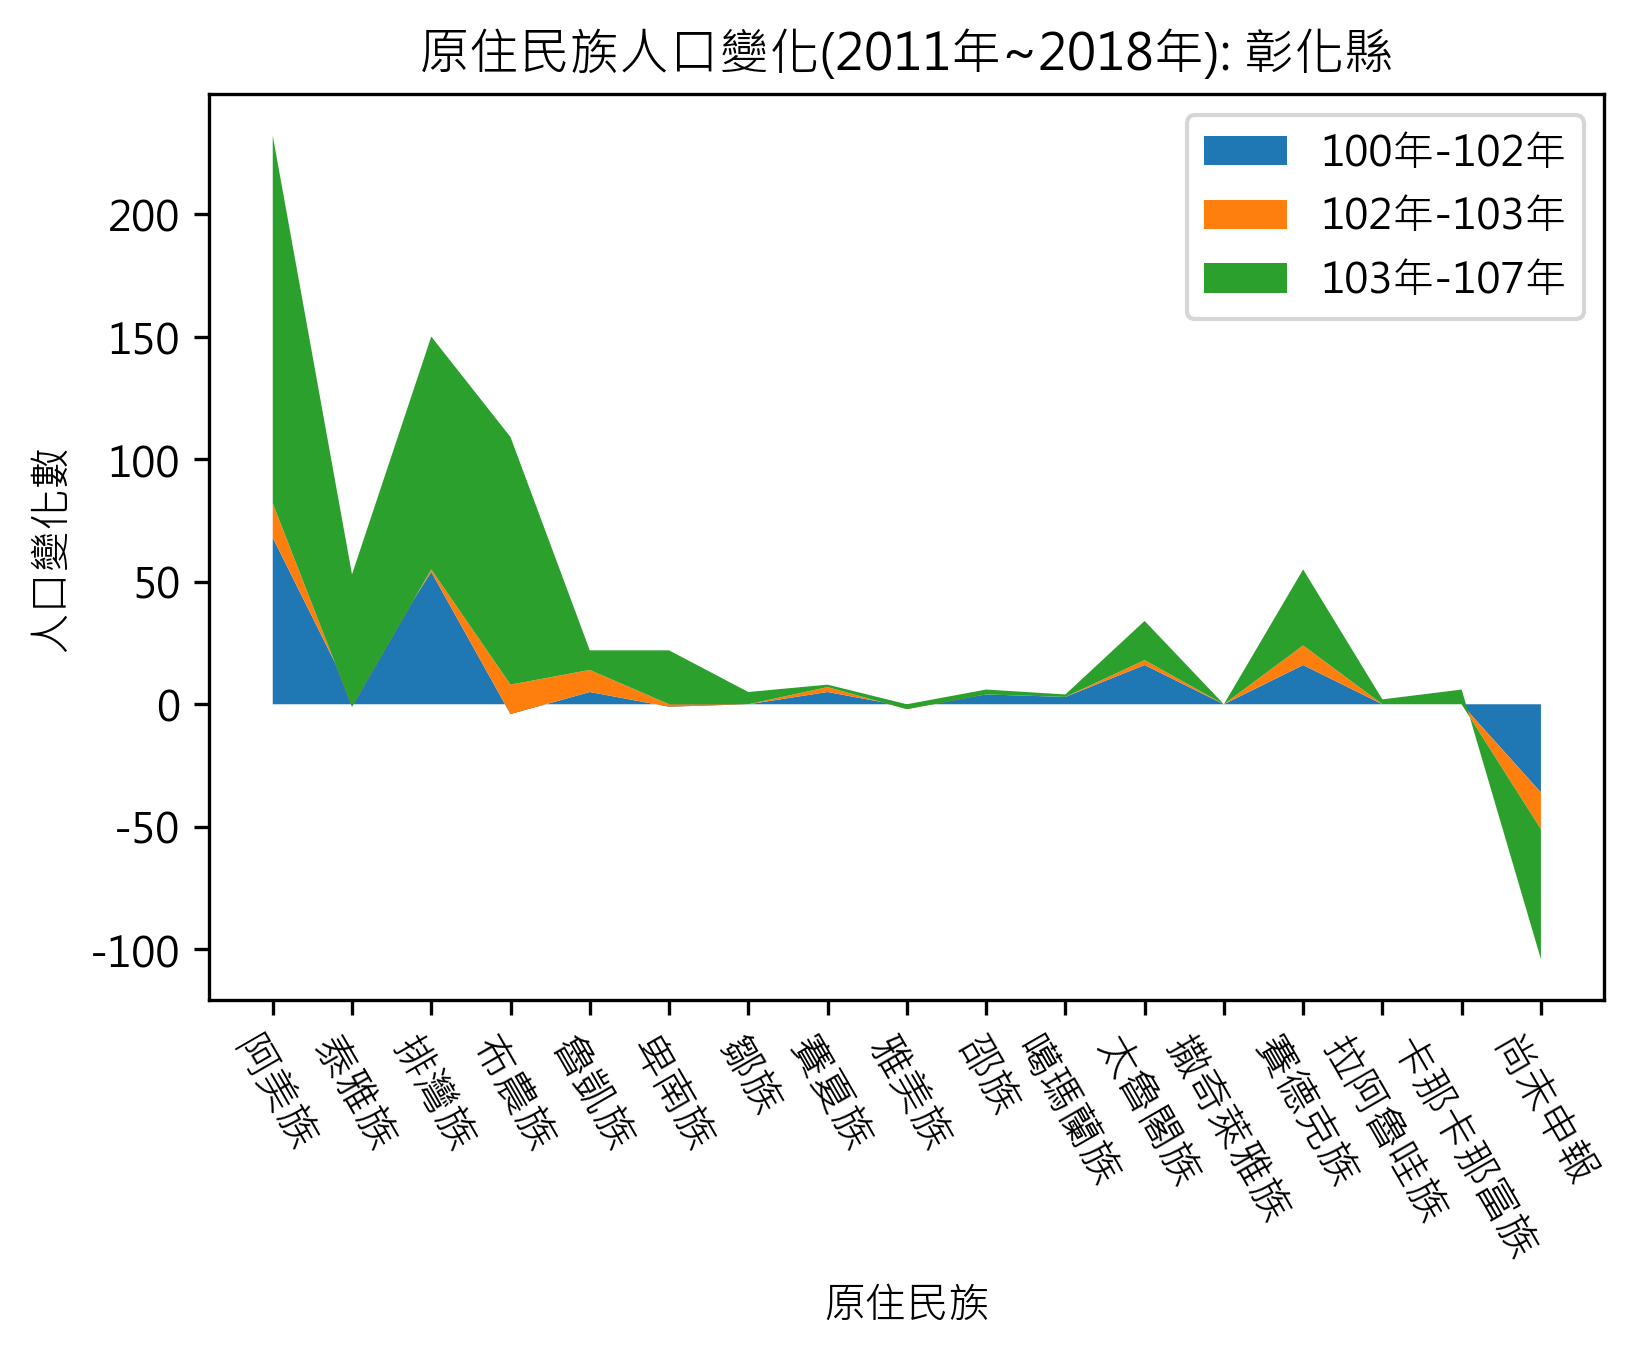 原住民族人口變化(2011年~2018年): 彰化縣
100年-102年
102年-103年
103年-107年
人口變化數
200
150
100
50
0
-50
-100
阿美族
泰雅族
排灣族
布農族
魯凱族
卑南族
鄒族
賽夏族
雅美族
邵族
噶瑪蘭族
太魯閣族
撒奇萊雅族
賽德克族
拉阿魯哇族
卡那卡那富族
尚未申報
原住民族